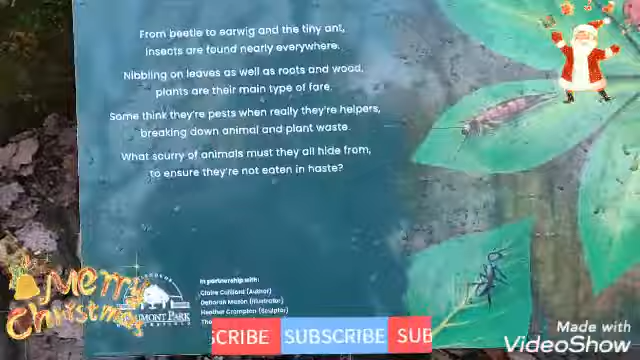 From beetle to earwig and the tiny ant,
insects are found nearly everywhere.
Nibbling on leaves as well as roots and wood,
plants are their main type of fare.
Some think they're pests when really they're helpers,
breaking down animal and plant waste.
What scurry of animals must they all hide from,
to ensure they're not eaten in haste?
In partnership with:
(Author)
Deborah Mason (Illustrator)
Heather Crompton (Sculptor)
The
PARK
Merry
Christmas
SCRIBE SUBSCRIBE SUB
Made with
VideoShow